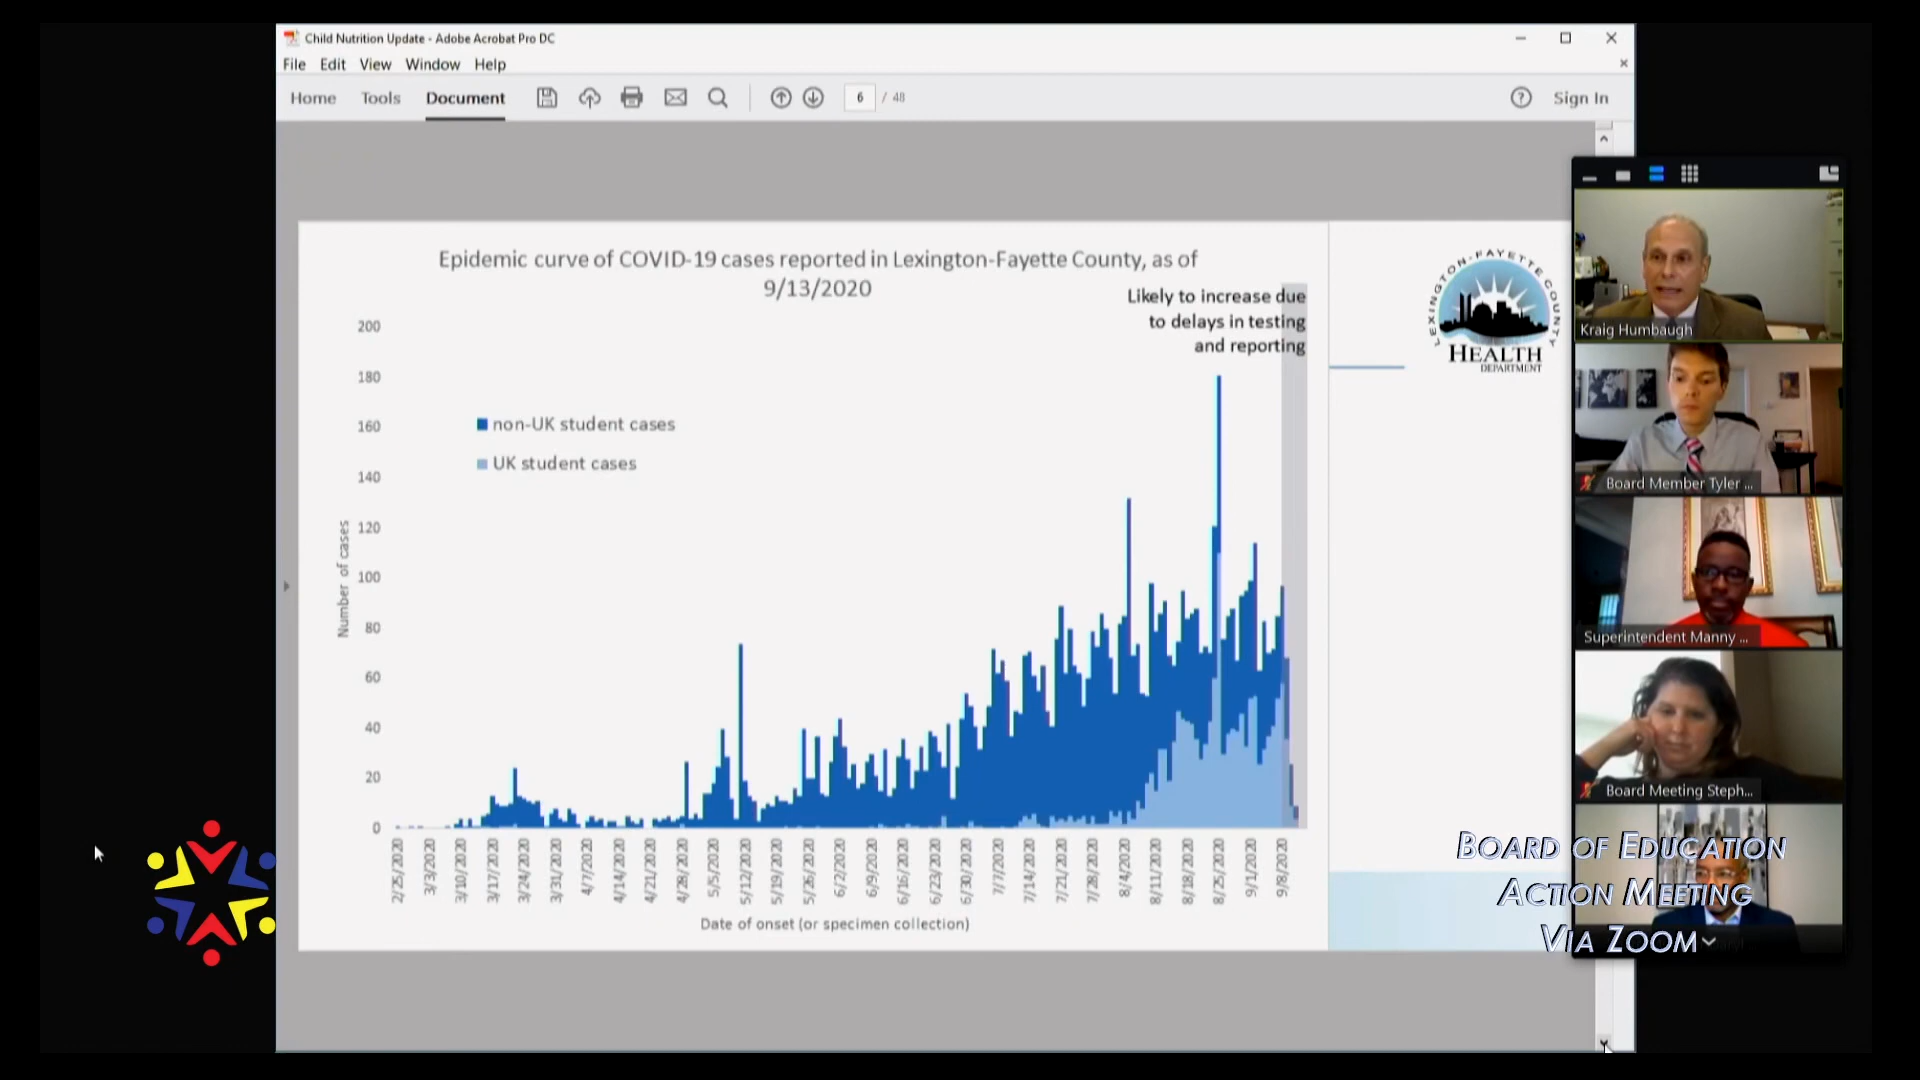 Child Nutrition Update - Adobe Acrobat Pro DC
File Edit View Window Help
Home Tools Document 6 / 48 Sign In
Epidemic curve of COVID-19 cases reported in Lexington-Fayette County, as of
9/13/2020
Likely to increase due
to delays in testing
and reporting
non-UK student cases
UK student cases
Number of cases
200
180
160
140
120
100
80
60
40
20
0
2/25/2020
3/3/2020
3/10/2020
3/17/2020
3/24/2020
3/31/2020
4/7/2020
4/14/2020
4/21/2020
4/28/2020
5/5/2020
5/12/2020
5/19/2020
5/26/2020
6/2/2020
6/9/2020
6/16/2020
6/23/2020
6/30/2020
7/7/2020
7/14/2020
7/21/2020
7/28/2020
8/4/2020
8/11/2020
8/18/2020
8/25/2020
9/1/2020
9/8/2020
Date of onset (or specimen collection)
LEXINGTON-FAYETTE COUNTY
HEALTH
DEPARTMENT
Kraig Humbaugh
Board Member Tyler ...
Superintendent Manny ...
Board Meeting Steph...
BOARD OF EDUCATION
ACTION MEETING
VIA ZOOM